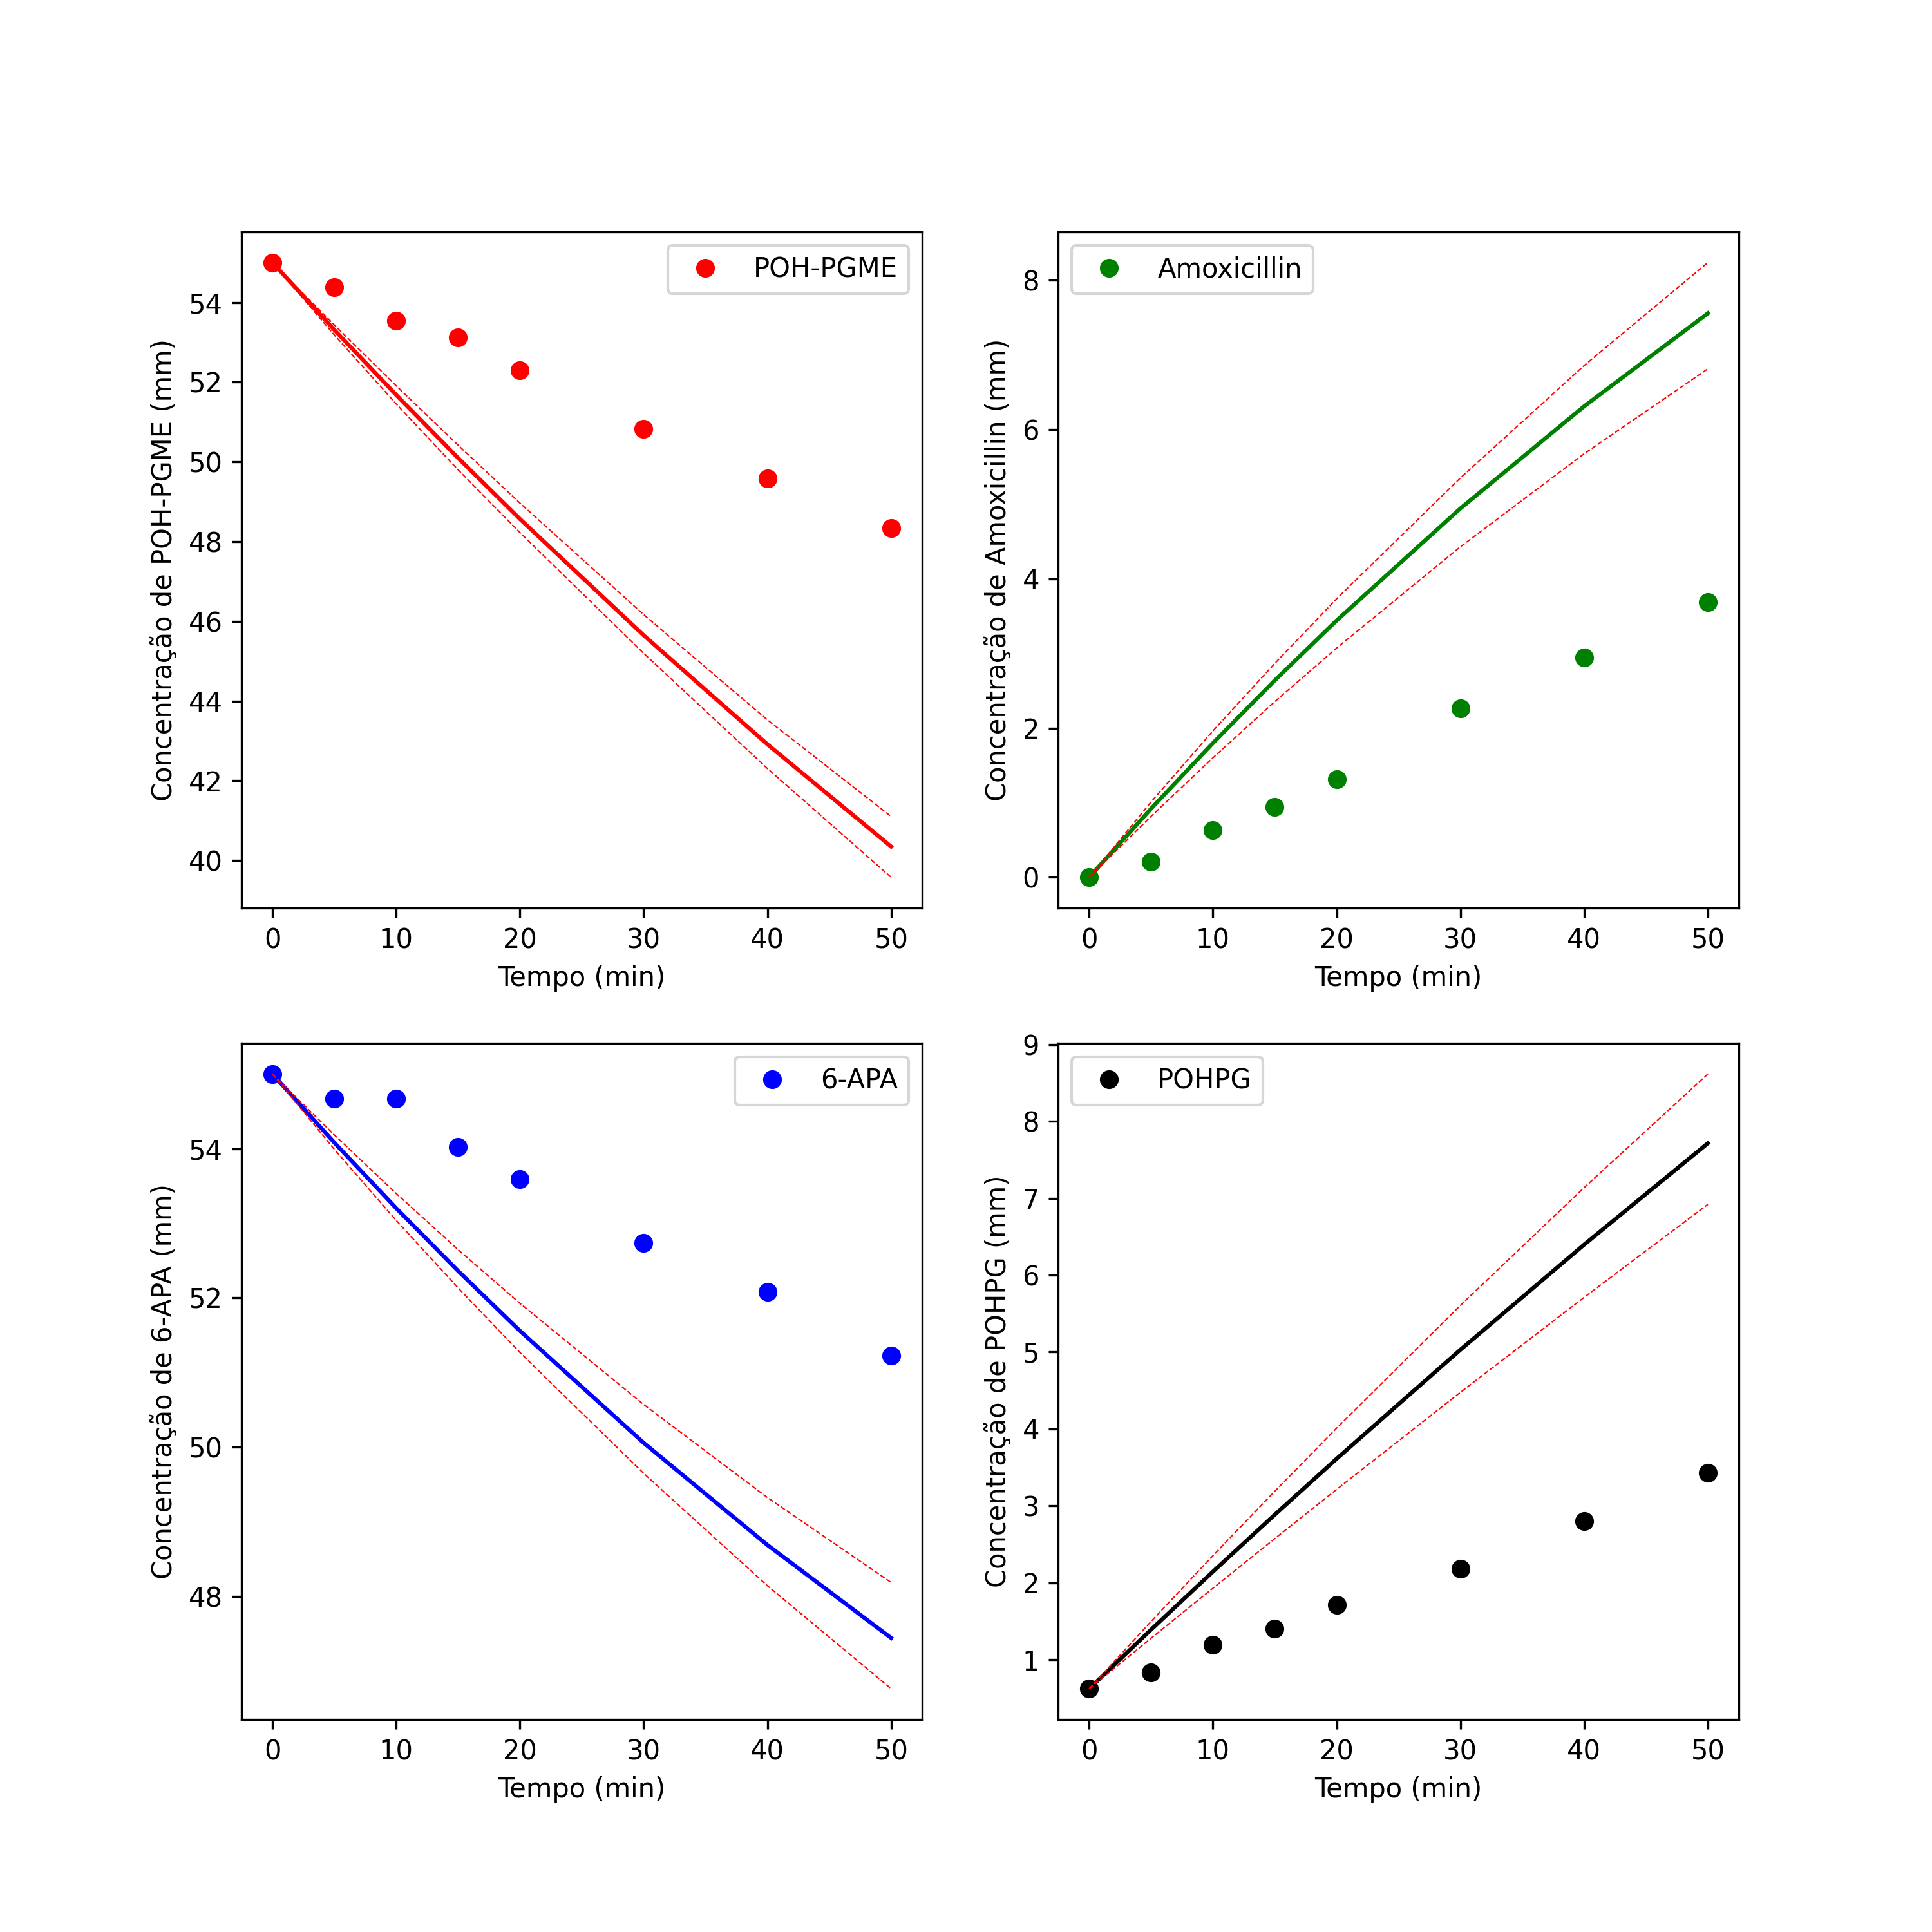 Concentração de POH-PGME (mm)
54
52
50
48
46
44
42
40
POH-PGME
0 10 20 30 40 50
Tempo (min)
Concentração de Amoxicillin (mm)
8
6
4
2
0
Amoxicillin
0 10 20 30 40 50
Tempo (min)
Concentração de 6-APA (mm)
54
52
50
48
6-APA
0 10 20 30 40 50
Tempo (min)
Concentração de POHPG (mm)
9
8
7
6
5
4
3
2
1
POHPG
0 10 20 30 40 50
Tempo (min)